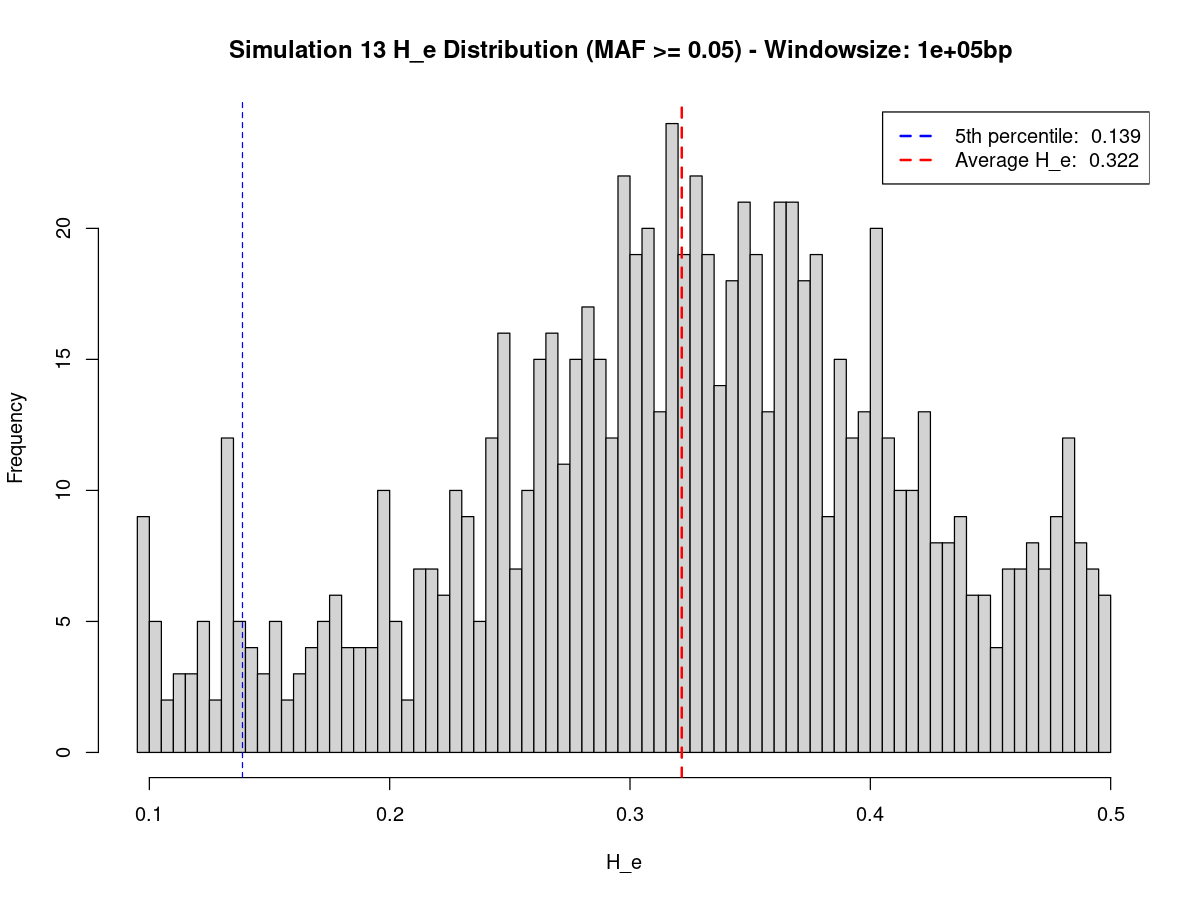 Simulation 13 H_e Distribution (MAF >= 0.05) - Windowsize: 1e+05bp
5th percentile:  0.139
Average H_e:  0.322
Frequency
20
15
10
5
0
0.1 0.2 0.3 0.4 0.5
H_e